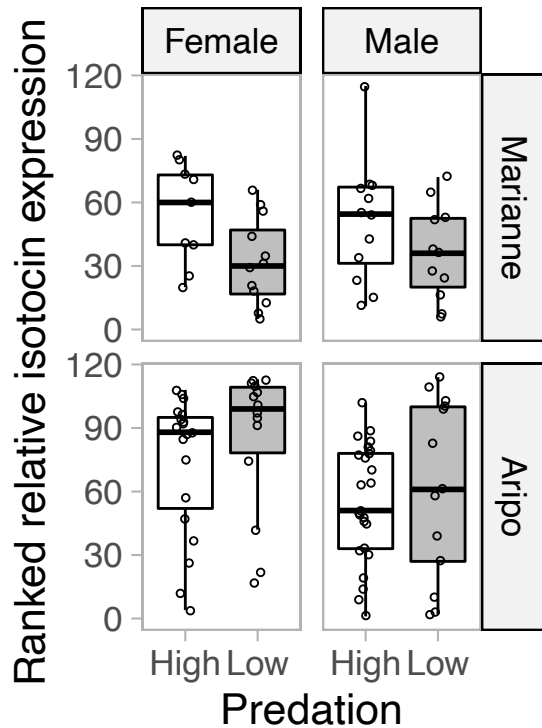 Female Male
Ranked relative isotocin expression
120
90
60
30
0
Marianne
120
90
60
30
0
Aripo
High Low High Low
Predation